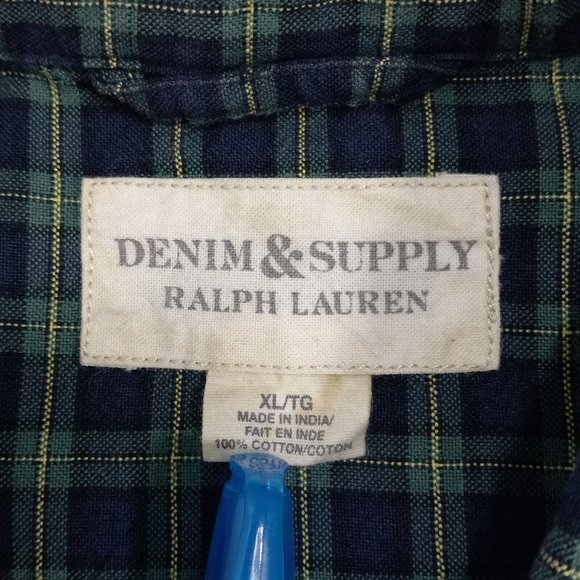 DENIM & SUPPLY
RALPH LAUREN
XL/TG
MADE IN INDIA/
FAIT EN INDE
100% COTTON/COTON